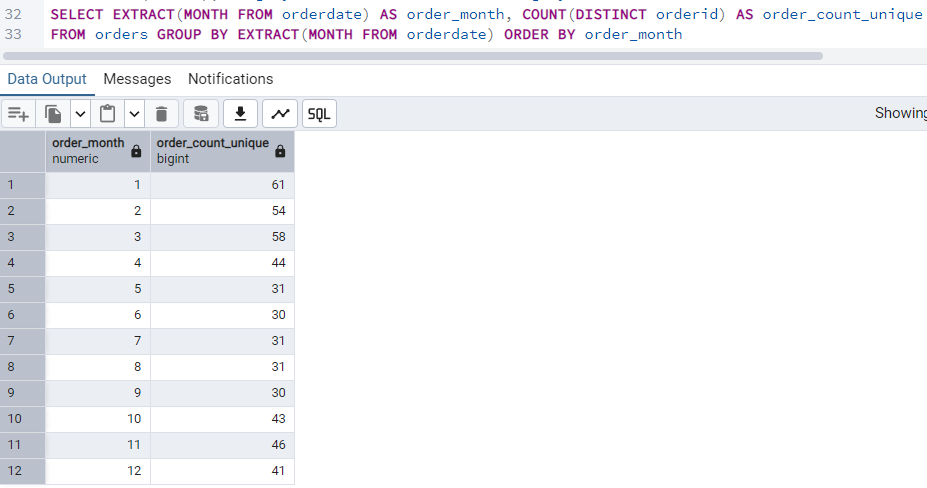 32 SELECT EXTRACT(MONTH FROM orderdate) AS order_month, COUNT(DISTINCT orderid) AS order_count_unique
33 FROM orders GROUP BY EXTRACT(MONTH FROM orderdate) ORDER BY order_month
Data Output Messages Notifications
SQL Showing
order_month order_count_unique
numeric bigint
1 1 61
2 2 54
3 3 58
4 4 44
5 5 31
6 6 30
7 7 31
8 8 31
9 9 30
10 10 43
11 11 46
12 12 41